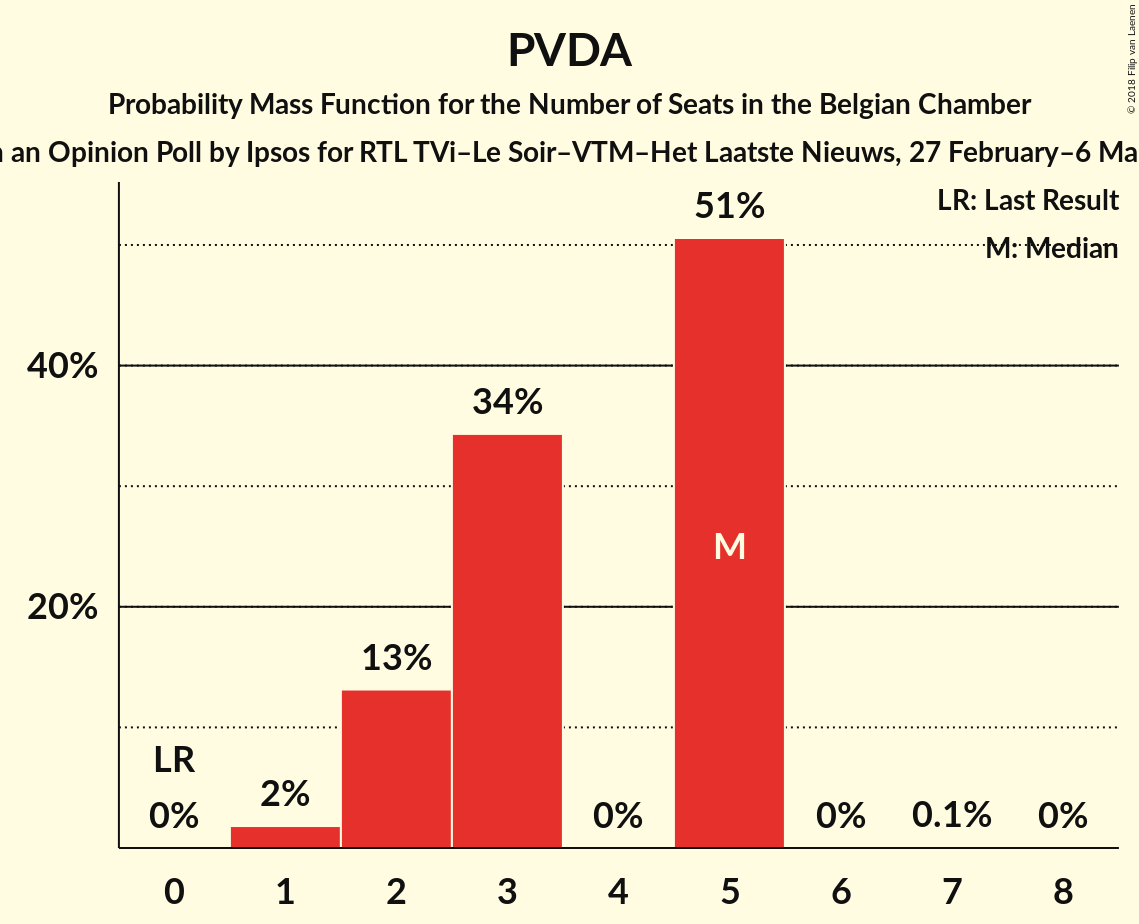 PVDA
Probability Mass Function for the Number of Seats in the Belgian Chamber
an Opinion Poll by Ipsos for RTL TVi–Le Soir–VTM–Het Laatste Nieuws, 27 February–6
© 2018 Filip van Laenen
LR: Last Result
M: Median
51%
40%
34%
M
20%
13%
LR
2%
0%
0%
0%
0.1%
0%
0 1 2 3 4 5 6 7 8